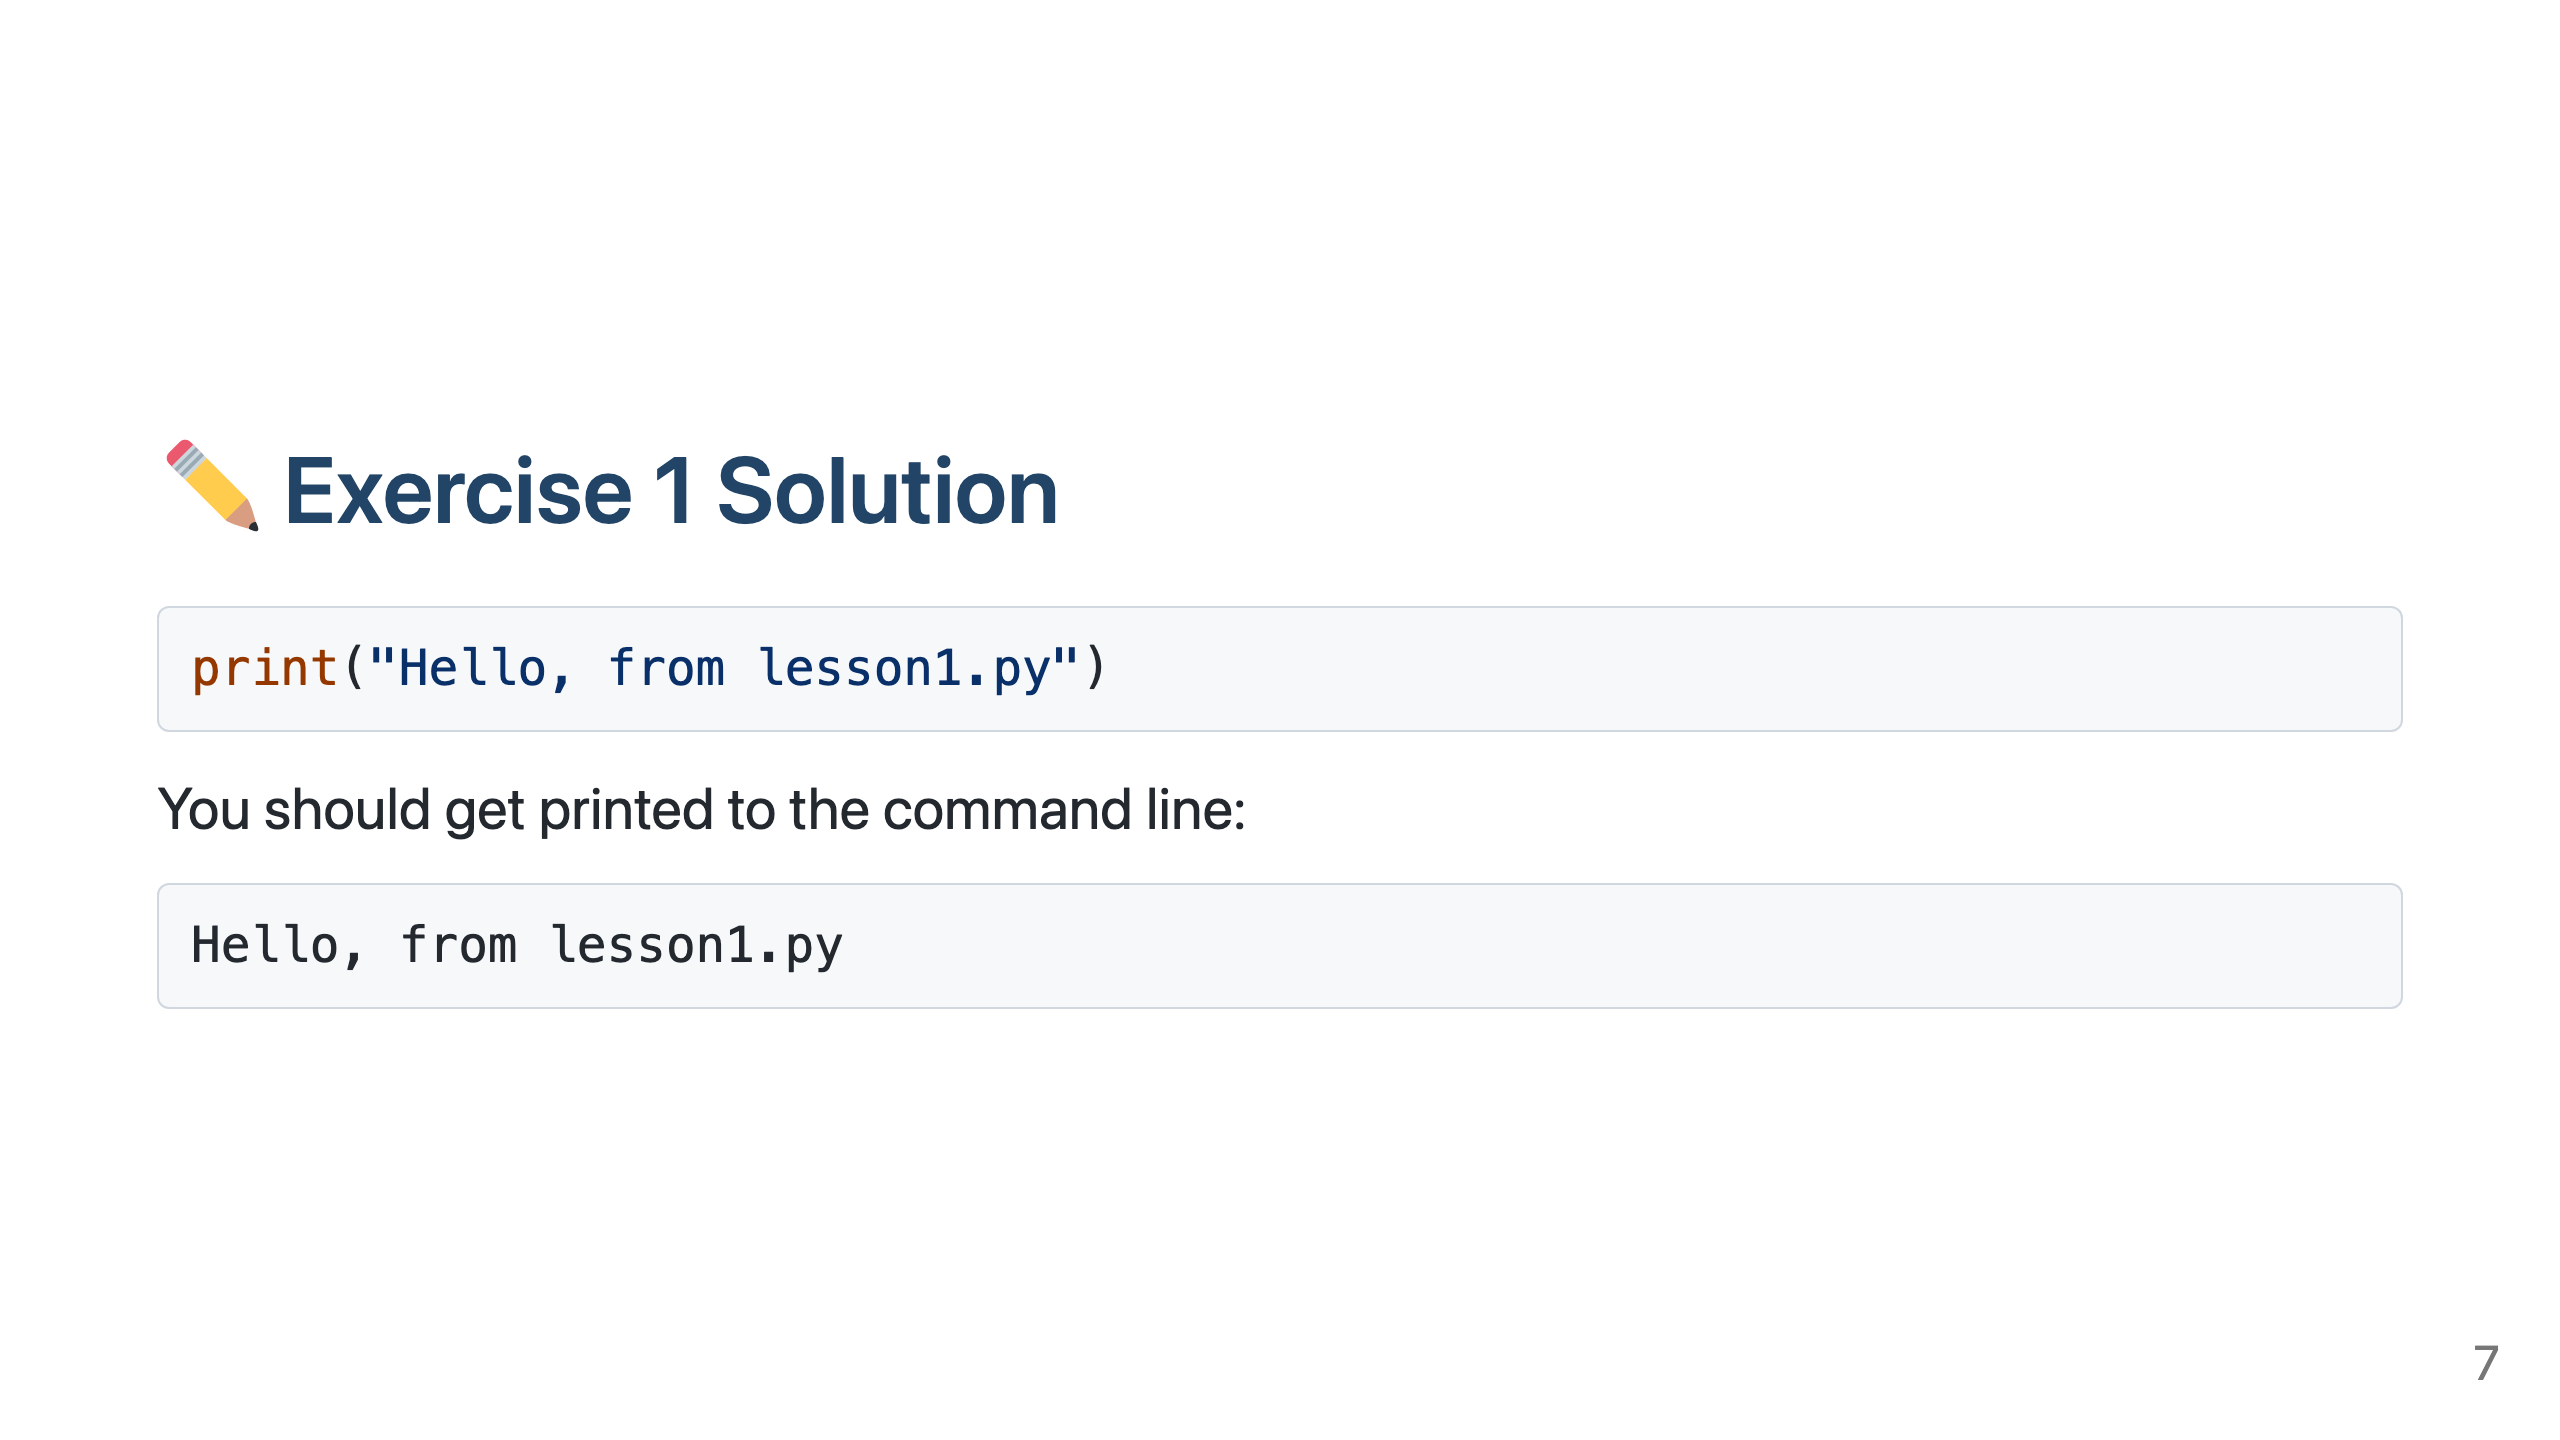 ✏️ Exercise 1 Solution
print("Hello, from lesson1.py")
You should get printed to the command line:
Hello, from lesson1.py
7